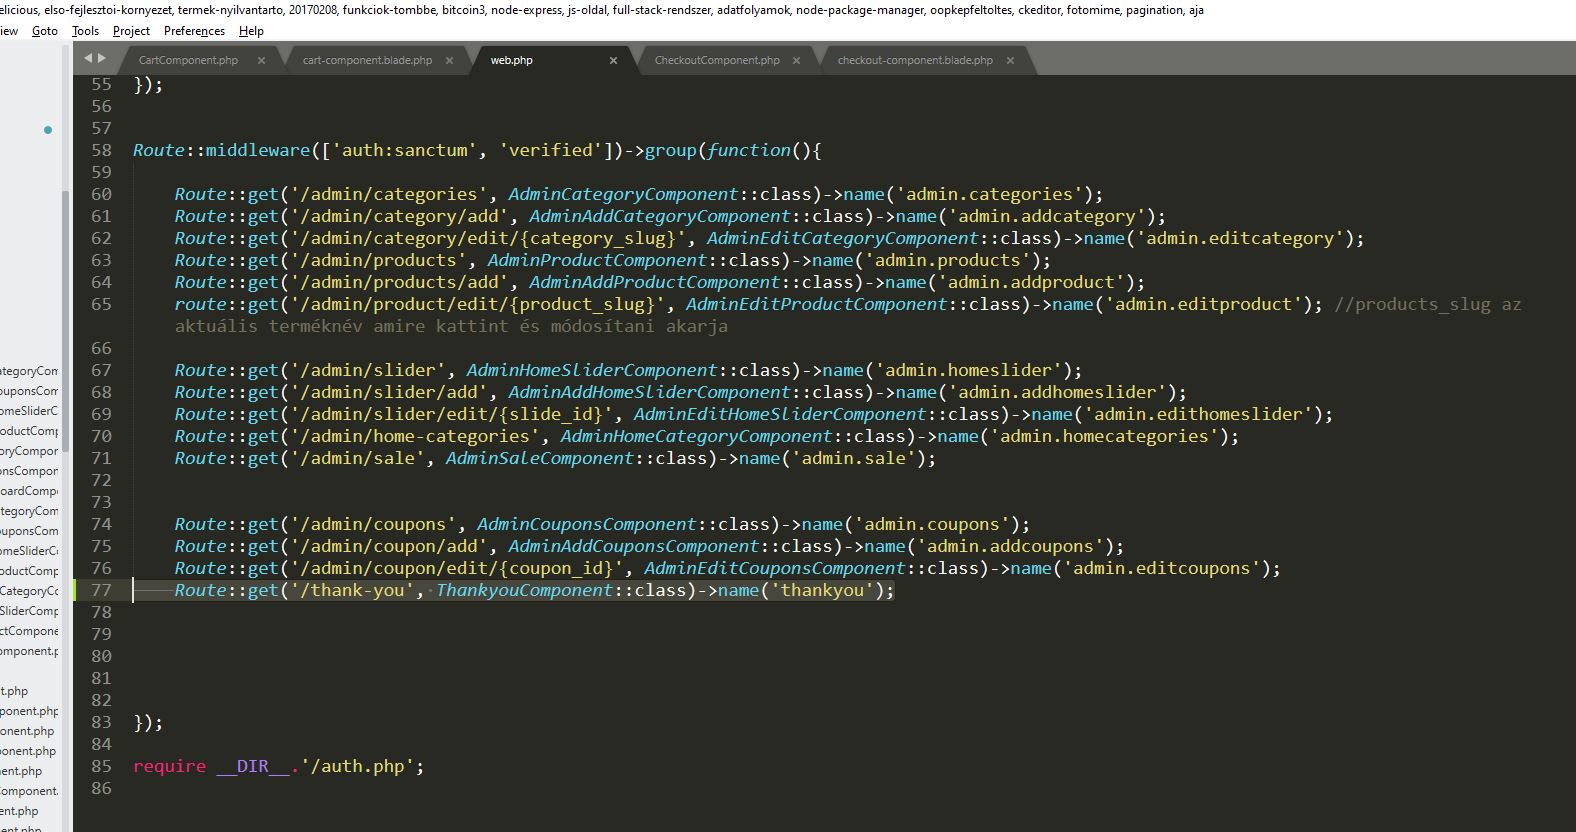 elicious, elso-fejlesztoi-kornyezet, termek-nyilvantarto, 20170208, funkciok-tombbe, bitcoin3, node-express, js-oldal, full-stack-rendszer, adatfolyamok, node-package-manager, oopkepfeltoltes, ckeditor, fotomime, pagination, aja
iew Goto Tools Project Preferences Help
CartComponent.php × cart-component.blade.php × web.php × CheckoutComponent.php × checkout-component.blade.php ×
55 });
56
57
58 Route::middleware(['auth:sanctum', 'verified'])->group(function(){
59
60 Route::get('/admin/categories', AdminCategoryComponent::class)->name('admin.categories');
61 Route::get('/admin/category/add', AdminAddCategoryComponent::class)->name('admin.addcategory');
62 Route::get('/admin/category/edit/{category_slug}', AdminEditCategoryComponent::class)->name('admin.editcategory');
63 Route::get('/admin/products', AdminProductComponent::class)->name('admin.products');
64 Route::get('/admin/products/add', AdminAddProductComponent::class)->name('admin.addproduct');
65 route::get('/admin/product/edit/{product_slug}', AdminEditProductComponent::class)->name('admin.editproduct'); //products_slug az
aktuális terméknév amire kattint és módosítani akarja
66
67 Route::get('/admin/slider', AdminHomeSliderComponent::class)->name('admin.homeslider');
68 Route::get('/admin/slider/add', AdminAddHomeSliderComponent::class)->name('admin.addhomeslider');
69 Route::get('/admin/slider/edit/{slide_id}', AdminEditHomeSliderComponent::class)->name('admin.edithomeslider');
70 Route::get('/admin/home-categories', AdminHomeCategoryComponent::class)->name('admin.homecategories');
71 Route::get('/admin/sale', AdminSaleComponent::class)->name('admin.sale');
72
73
74 Route::get('/admin/coupons', AdminCouponsComponent::class)->name('admin.coupons');
75 Route::get('/admin/coupon/add', AdminAddCouponsComponent::class)->name('admin.addcoupons');
76 Route::get('/admin/coupon/edit/{coupon_id}', AdminEditCouponsComponent::class)->name('admin.editcoupons');
77 Route::get('/thank-you', ThankyouComponent::class)->name('thankyou');
78
79
80
81
82
83 });
84
85 require __DIR__.'/auth.php';
86
ategoryCom
ouponsCom
omeSliderC
oductComp
oryCompor
onsCompon
oardCompo
tegoryCom
ouponsCom
omeSliderCo
oductComp
CategoryCo
SliderComp
ctCompone
omponent.p
t.php
ponent.php
onent.php
onent.php
ent.php
Component.
ent.php